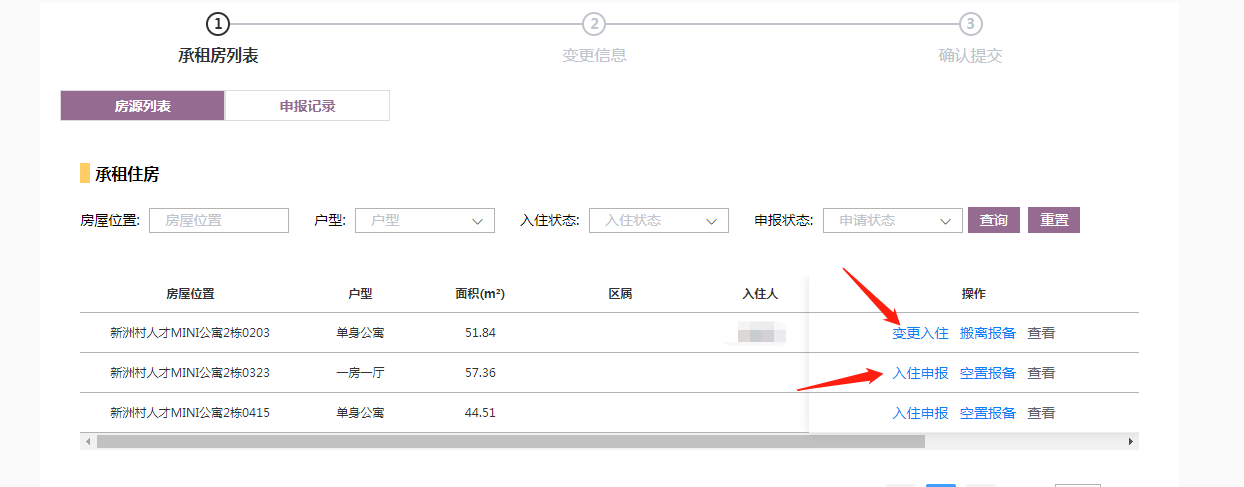 1 2 3
承租房列表 变更信息 确认提交
房源列表 申报记录
承租住房
房屋位置: 房屋位置 户型: 户型 入住状态: 入住状态 申报状态: 申请状态 查询 重置
房屋位置 户型 面积(m²) 区属 入住人 操作
新洲村人才MINI公寓2栋0203 单身公寓 51.84 变更入住 搬离报备 查看
新洲村人才MINI公寓2栋0323 一房一厅 57.36 入住申报 空置报备 查看
新洲村人才MINI公寓2栋0415 单身公寓 44.51 入住申报 空置报备 查看